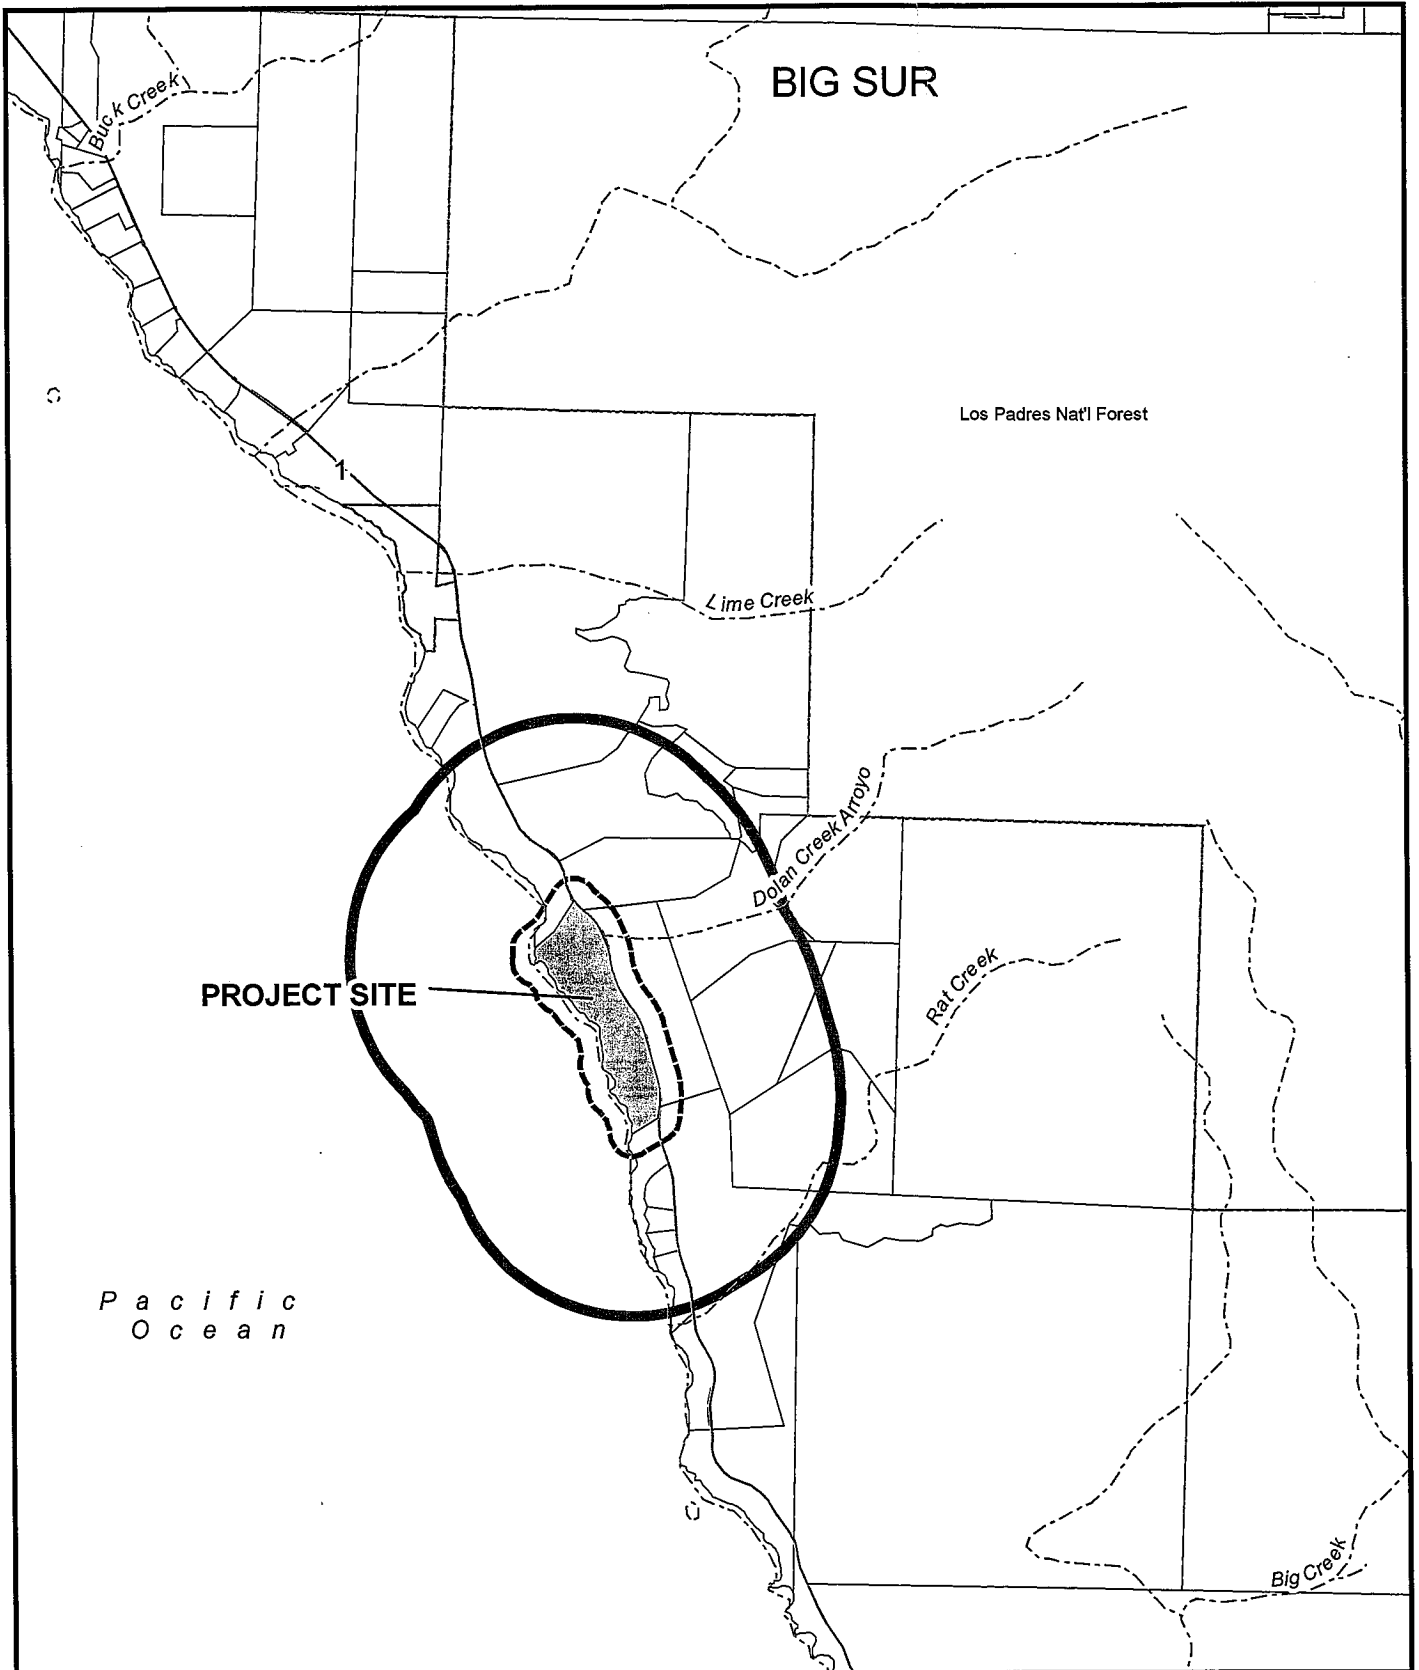 BIG SUR
Buck Creek
Los Padres Nat'l Forest
1
Lime Creek
Dolan Creek Arroyo
Rat Creek
PROJECT SITE
Pacific
Ocean
Big Creek